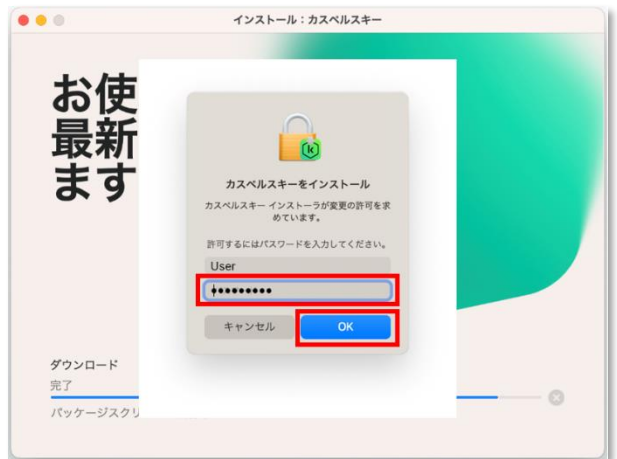 インストール：カスペルスキー
お使
最新
ます
カスペルスキーをインストール
カスペルスキー インストーラが変更の許可を求
めています。
許可するにはパスワードを入力してください。
User
キャンセル
OK
ダウンロード
完了
パッケージスクリ